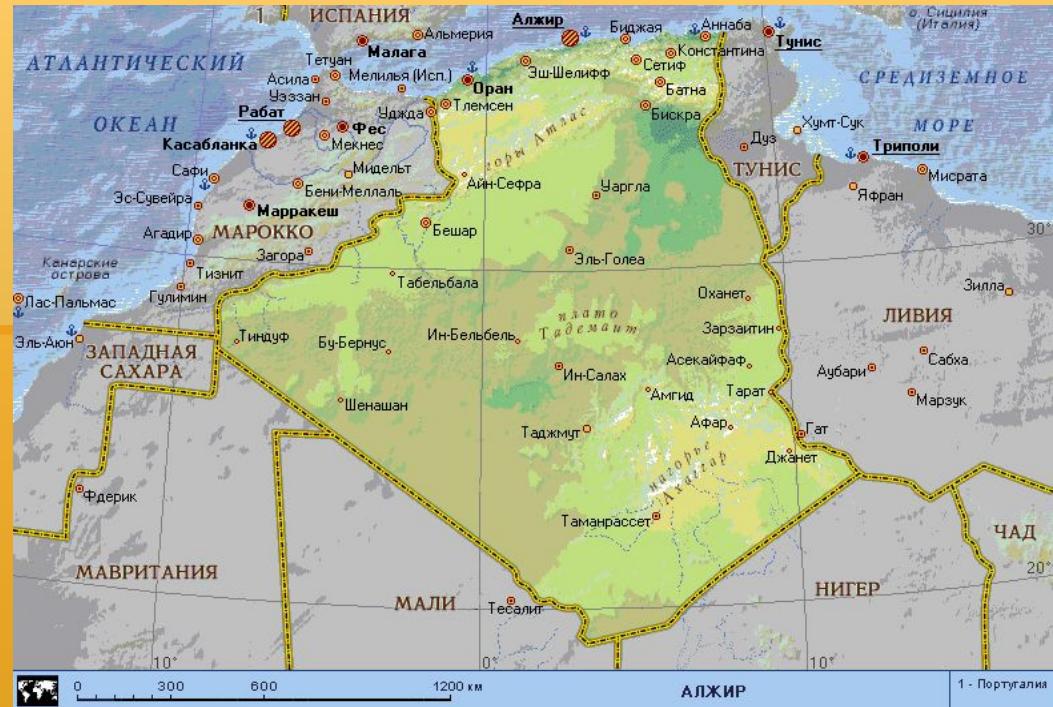 1
ИСПАНИЯ
Алжир
Биджая
Аннаба
о. Сицилия
(Италия)
Малага
Альмерия
Константина
Тунис
АТЛАНТИЧЕСКИЙ
Тетуан
Сетиф
Асила
Мелилья (Исп.)
Эш-Шелифф
СРЕДИЗЕМНОЕ
Уэззан
Оран
Батна
Рабат
Уджда
Тлемсен
Бискра
ОКЕАН
Фес
Хумт-Сук
МОРЕ
Касабланка
Мекнес
горы Атлас
Дуз
Триполи
Сафи
Мидельт
ТУНИС
Мисрата
Бени-Меллаль
Айн-Сефра
Уаргла
Яфран
Эс-Сувейра
Марракеш
Агадир
МАРОККО
Бешар
30°
Загора
Эль-Голеа
Канарские
острова
Тизнит
Табельбала
Зилла
Гулимин
Оханет
Лас-Пальмас
плато
Тадемаит
ЛИВИЯ
Эль-Аюн
Тиндуф
Ин-Бельбель
Зарзаитин
ЗАПАДНАЯ
САХАРА
Бу-Бернус
Сабха
Асекайфаф
Ин-Салах
Аубари
Шенашан
Амгид
Тарат
Марзук
Таджмут
Афар
Гат
Джанет
нагорье
Ахаггар
Фдерик
Таманрассет
ЧАД
МАВРИТАНИЯ
20°
НИГЕР
МАЛИ
Тесалит
10°
0°
10°
0 300 600 1200 км
АЛЖИР
1 - Португалия